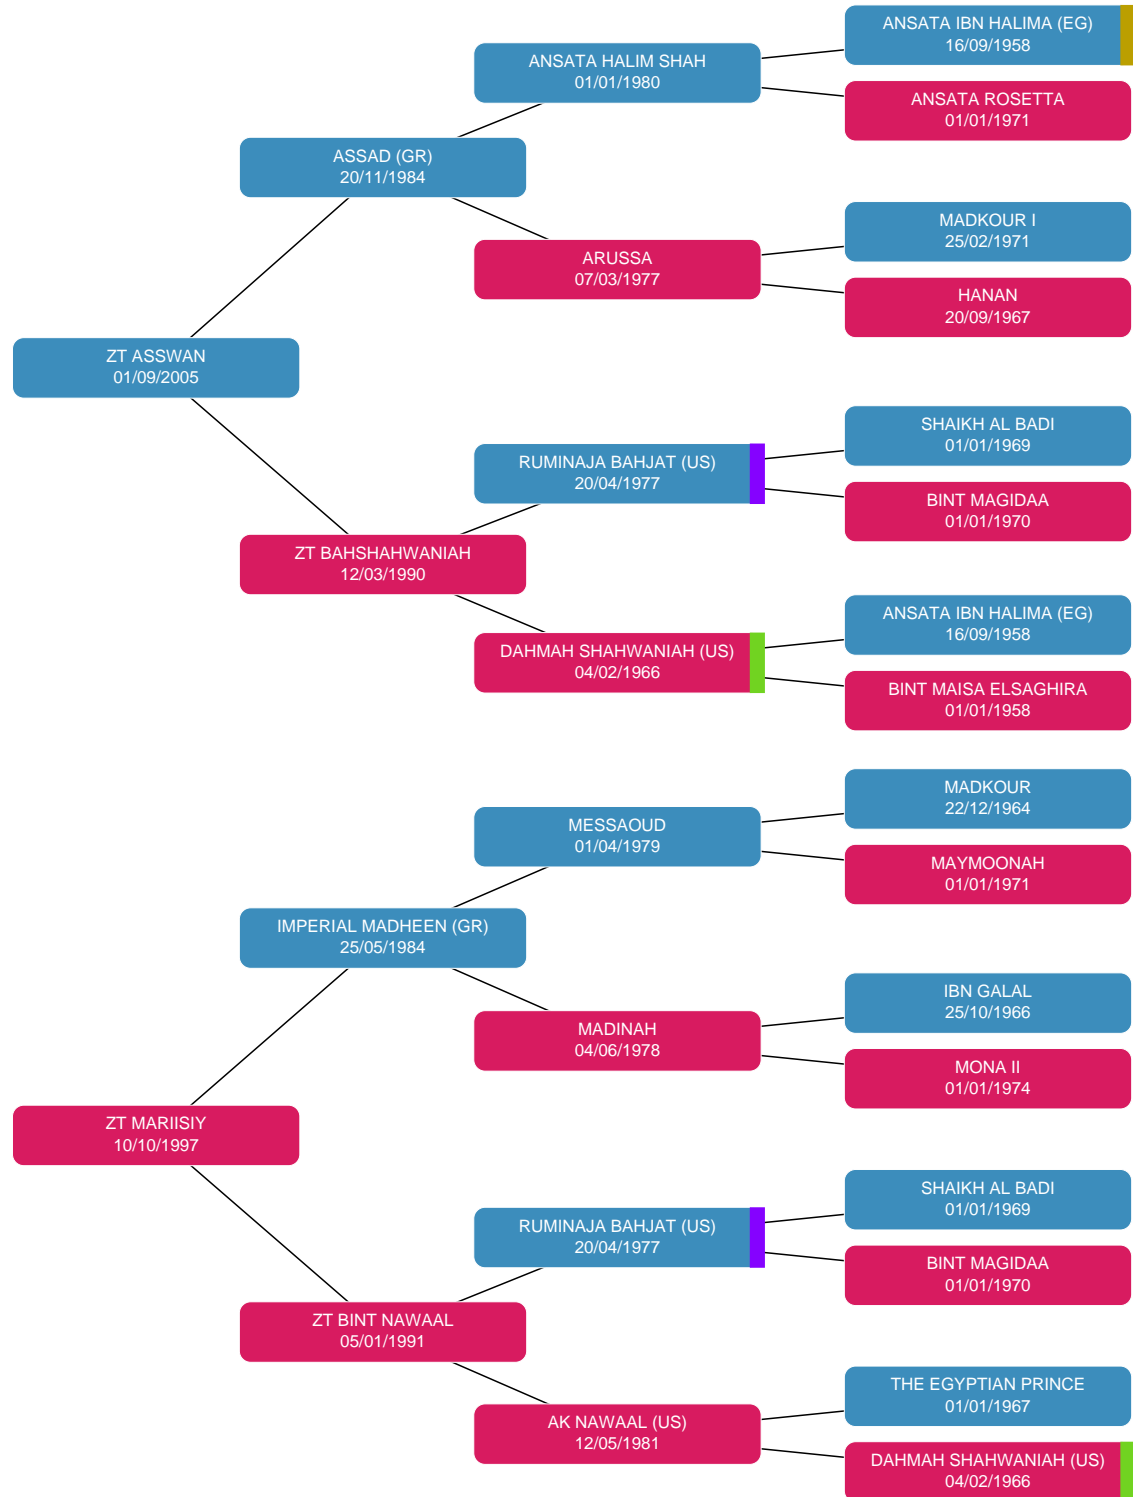 ANSATA IBN HALIMA (EG)
16/09/1958
ANSATA HALIM SHAH
01/01/1980
ANSATA ROSETTA
01/01/1971
ASSAD (GR)
20/11/1984
MADKOUR I
25/02/1971
ARUSSA
07/03/1977
HANAN
20/09/1967
ZT ASSWAN
01/09/2005
SHAIKH AL BADI
01/01/1969
RUMINAJA BAHJAT (US)
20/04/1977
BINT MAGIDAA
01/01/1970
ZT BAHSHAHWANIAH
12/03/1990
ANSATA IBN HALIMA (EG)
16/09/1958
DAHMAH SHAHWANIAH (US)
04/02/1966
BINT MAISA ELSAGHIRA
01/01/1958
MADKOUR
22/12/1964
MESSAOUD
01/04/1979
MAYMOONAH
01/01/1971
IMPERIAL MADHEEN (GR)
25/05/1984
IBN GALAL
25/10/1966
MADINAH
04/06/1978
MONA II
01/01/1974
ZT MARIISIY
10/10/1997
SHAIKH AL BADI
01/01/1969
RUMINAJA BAHJAT (US)
20/04/1977
BINT MAGIDAA
01/01/1970
ZT BINT NAWAAL
05/01/1991
THE EGYPTIAN PRINCE
01/01/1967
AK NAWAAL (US)
12/05/1981
DAHMAH SHAHWANIAH (US)
04/02/1966